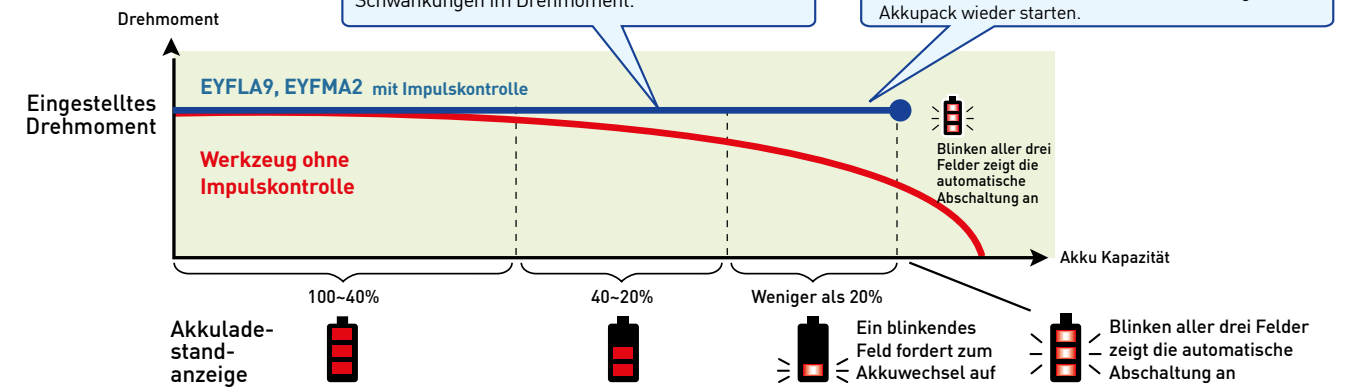 Schwankungen im Drehmoment.
Akkupack wieder starten.
Drehmoment
EYFLA9, EYFMA2 mit Impulskontrolle
Eingestelltes
Drehmoment
Werkzeug ohne
Impulskontrolle
Blinken aller drei
Felder zeigt die
automatische
Abschaltung an
Akku Kapazität
100~40%
40~20%
Weniger als 20%
Akkulade-
stand-
anzeige
Ein blinkendes
Feld fordert zum
Akkuwechsel auf
Blinken aller drei Felder
zeigt die automatische
Abschaltung an